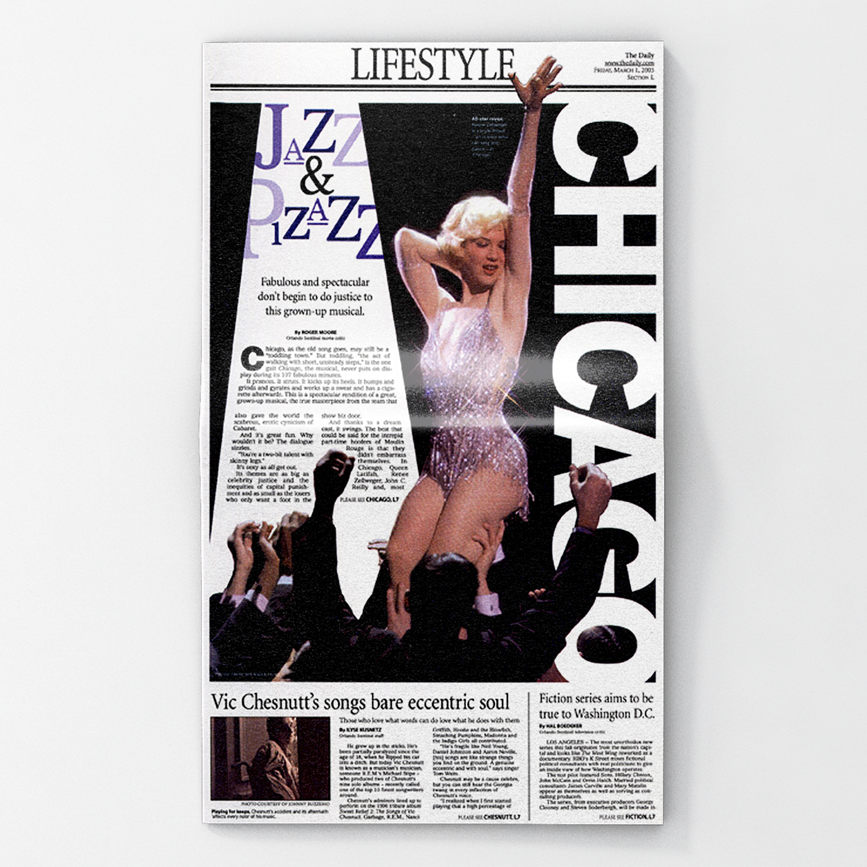 LIFESTYLE
The Daily
www.thedaily.com
FRIDAY, MARCH 1, 2003
SECTION L
JAZZ
&
PIZAZZ
CHICAGO
All-star revue:
Fabulous and spectacular
don't begin to do justice to
this grown-up musical.
By ROGER MOORE
Orlando Sentinel movie critic
Chicago, as the old song goes, may still be a
"toddling town." But toddling, "the act of
walking with short, unsteady steps," is the one
gait Chicago, the musical, never puts on dis-
play during its 107 fabulous minutes.
It prances. It struts. It kicks up its heels. It bumps and
grinds and gyrates and works up a sweat and has a ciga-
rette afterwards. This is a spectacular rendition of a great,
grown-up musical, the true masterpiece from the team that
also gave the world the
scabrous, erotic cynicism of
Cabaret.
And it's great fun. Why
wouldn't it be? The dialogue
sizzles.
"You're a two-bit talent with
skinny legs."
It's sexy as all get out.
Its themes are as big as
celebrity justice and the
inequities of capital punish-
ment and as small as the losers
who only want a foot in the
show biz door.
And thanks to a dream
cast, it swings. The best that
could be said for the intrepid
part-time hoofers of Moulin
Rouge is that they
didn't embarrass
themselves. In
Chicago, Queen
Latifah, Renee
Zellweger, John C.
Reilly and, most
PLEASE SEE CHICAGO, L7
Vic Chesnutt's songs bare eccentric soul
Those who love what words can do love what he does with them
By KYLE KUSNETZ
Orlando Sentinel staff
PHOTO COURTESY OF JOHNNY BUZZERIO
Playing for keeps. Chesnutt's accident and its aftermath
affects every ruler of his music.
He grew up in the sticks. He's
been partially paralyzed since the
age of 18, when he flipped his car
into a ditch. But today Vic Chesnutt
is known as a musician's musician,
someone R.E.M.'s Michael Stipe –
who produced two of Chesnutt's
nine solo albums – recently called
one of the top 10 finest songwriters
around.
Chesnutt's admirers lined up to
perform on the 1996 tribute album
Sweet Relief 2: The Songs of Vic
Chesnutt. Garbage, R.E.M., Nanci
Griffith, Hootie and the Blowfish,
Smashing Pumpkins, Madonna and
the Indigo Girls all contributed.
"He's fragile like Neil Young,
Daniel Johnston and Aaron Neville,
[his] songs are like strange things
you find on the ground. A genuine
eccentric and with soul," says singer
Tom Waits.
Chesnutt may be a cause celebre,
but you can still hear the Georgia
twang in every inflection of
Chesnutt's voice.
"I realized when I first started
playing that a high percentage of
PLEASE SEE CHESNUTT, L7
Fiction series aims to be
true to Washington D.C.
By HAL BOEDEKER
Orlando Sentinel television critic
LOS ANGELES – The most unorthodox new
series this fall originates from the nation's capi-
tal and looks like The West Wing reworked as a
documentary. HBO's K Street mixes fictional
political consultants with real politicians to give
an inside view of how Washington operates.
The test pilot featured Sens. Hillary Clinton,
John McCain and Orrin Hatch. Married political
consultants James Carville and Mary Matalin
appear as themselves as well as serving as con-
sulting producers.
The series, from executive producers George
Clooney and Steven Soderbergh, will be made in
PLEASE SEE FICTION, L7